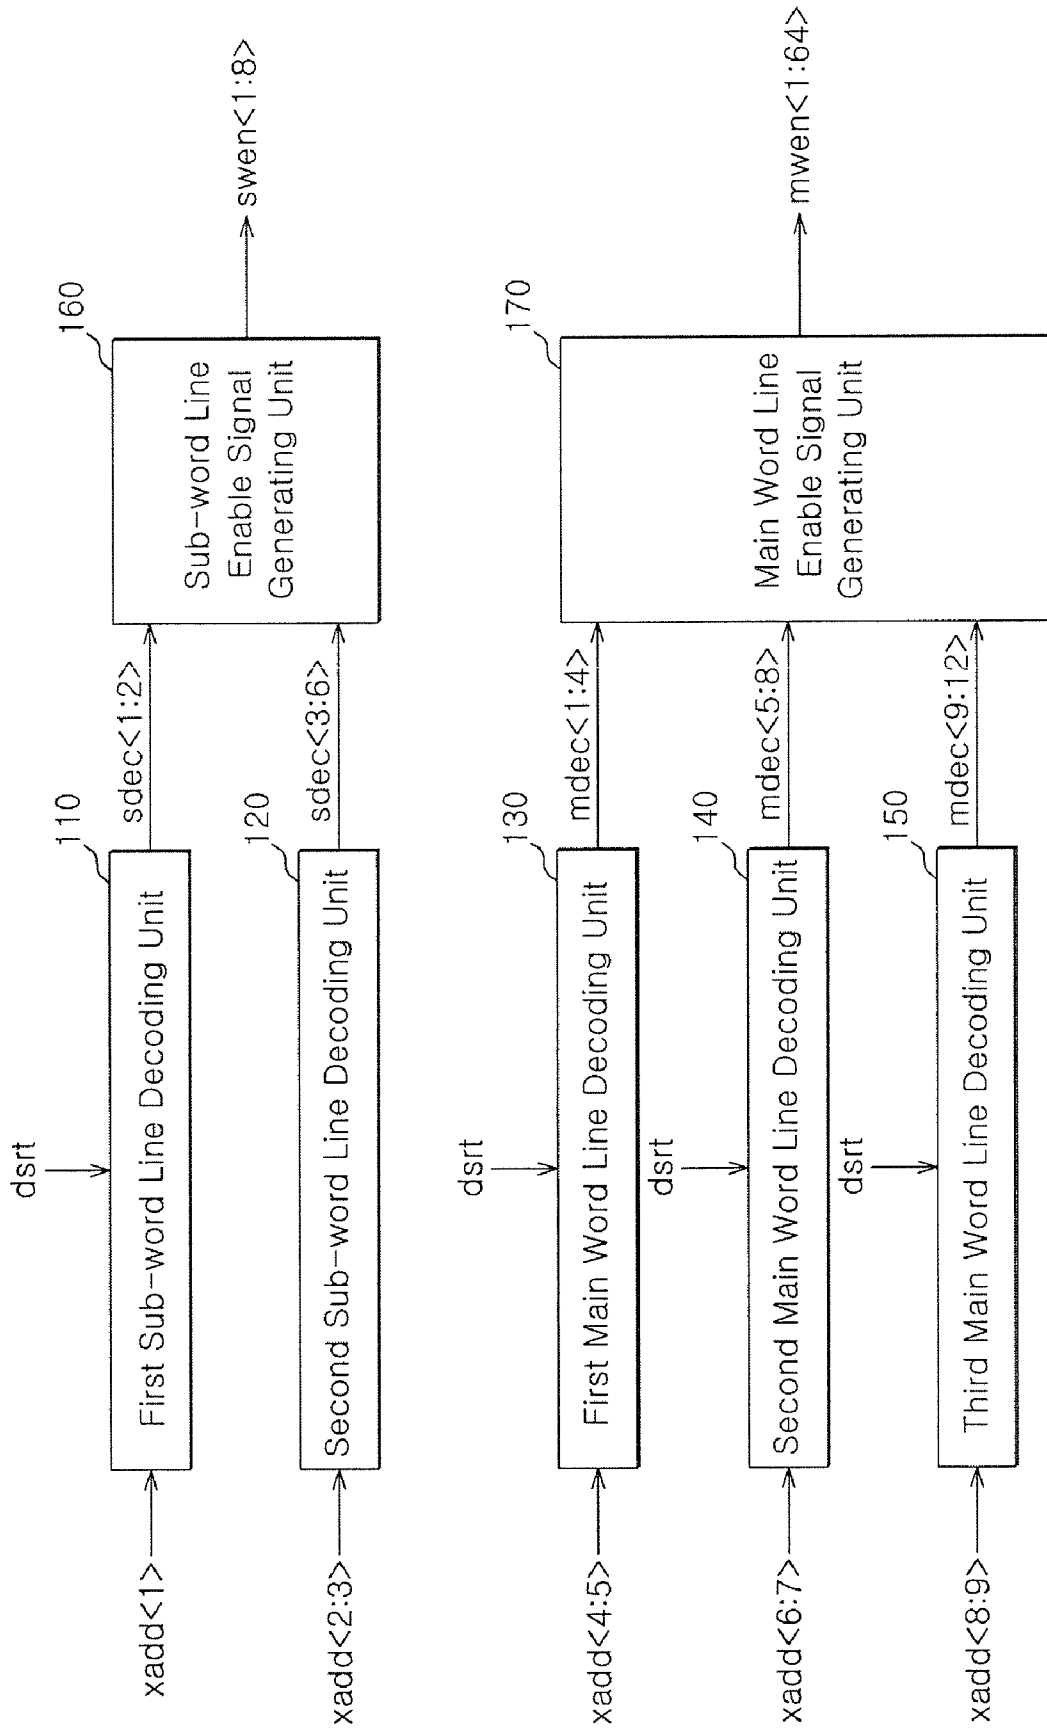 dsrt
110
160
xadd<1>
First Sub-word Line Decoding Unit
sdec<1:2>
120
xadd<2:3>
Second Sub-word Line Decoding Unit
sdec<3:6>
Sub-word Line
Enable Signal
Generating Unit
swen<1:8>
dsrt
130
170
xadd<4:5>
First Main Word Line Decoding Unit
mdec<1:4>
dsrt
140
xadd<6:7>
Second Main Word Line Decoding Unit
mdec<5:8>
dsrt
150
xadd<8:9>
Third Main Word Line Decoding Unit
mdec<9:12>
Main Word Line
Enable Signal
Generating Unit
mwen<1:64>